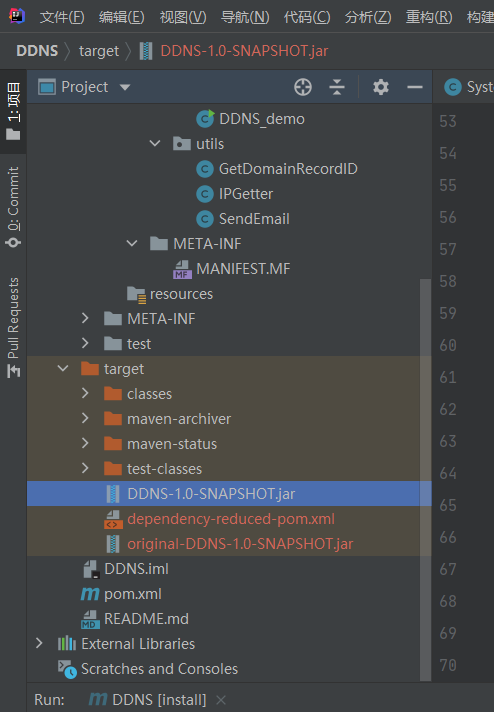 文件(F) 编辑(E) 视图(V) 导航(N) 代码(C) 分析(Z) 重构(R) 构建
DDNS target DDNS-1.0-SNAPSHOT.jar
1: 项目
0: Commit
Pull Requests
Project
Syst
DDNS_demo
utils
GetDomainRecordID
IPGetter
SendEmail
META-INF
MANIFEST.MF
resources
META-INF
test
target
classes
maven-archiver
maven-status
test-classes
DDNS-1.0-SNAPSHOT.jar
dependency-reduced-pom.xml
original-DDNS-1.0-SNAPSHOT.jar
DDNS.iml
pom.xml
README.md
External Libraries
Scratches and Consoles
53
54
55
56
57
58
59
60
61
62
63
64
65
66
67
68
69
70
Run: DDNS [install]